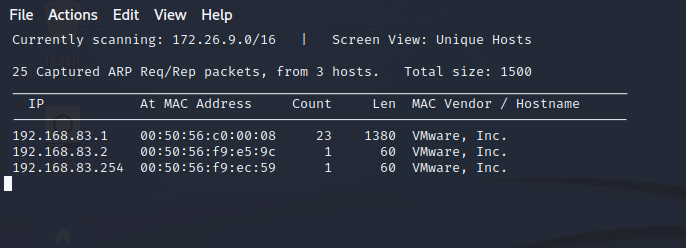 File Actions Edit View Help
Currently scanning: 172.26.9.0/16 | Screen View: Unique Hosts
25 Captured ARP Req/Rep packets, from 3 hosts. Total size: 1500
IP At MAC Address Count Len MAC Vendor / Hostname
192.168.83.1 00:50:56:c0:00:08 23 1380 VMware, Inc.
192.168.83.2 00:50:56:f9:e5:9c 1 60 VMware, Inc.
192.168.83.254 00:50:56:f9:ec:59 1 60 VMware, Inc.